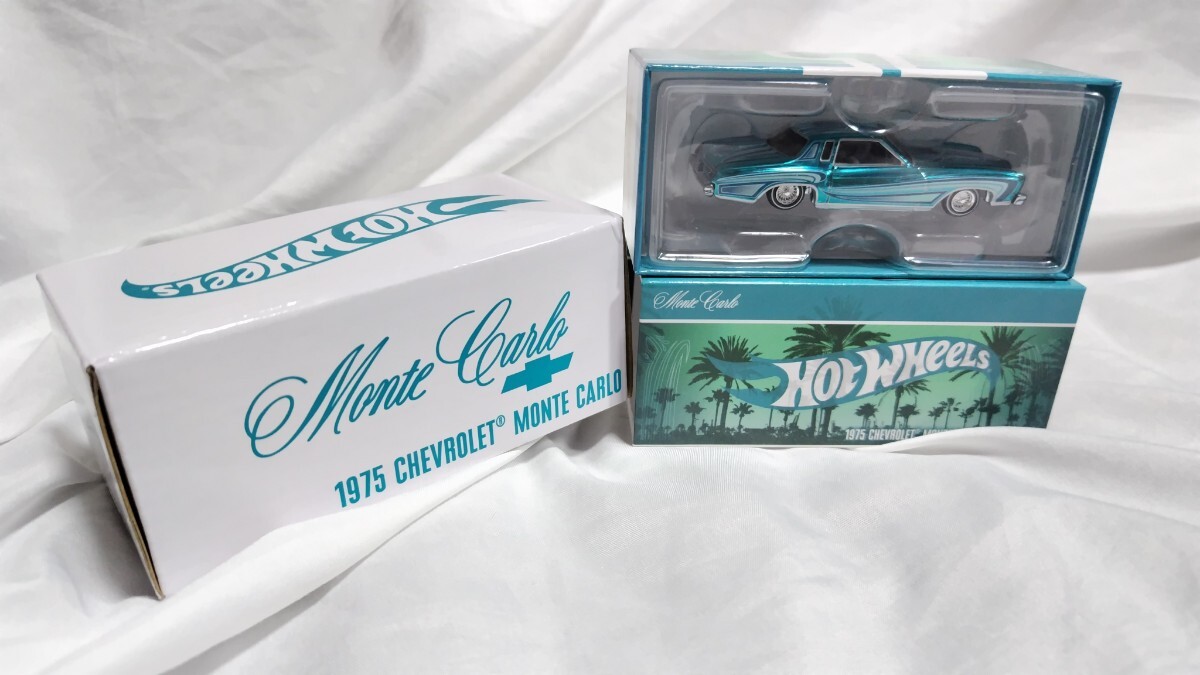 HOT WHEELS
Monte Carlo
1975 CHEVROLET® MONTE CARLO
Monte Carlo
HOT WHEELS
1975 CHEVROLET